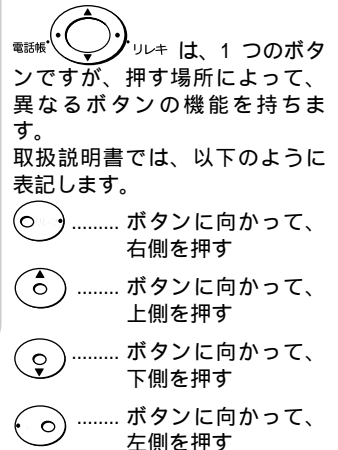 電話帳 リレキ は、1 つのボタ
ンですが、押す場所によって、
異なるボタンの機能を持ちま
す。
取扱説明書では、以下のように
表記します。
......... ボタンに向かって、
右側を押す
........ ボタンに向かって、
上側を押す
......... ボタンに向かって、
下側を押す
........ ボタンに向かって、
左側を押す